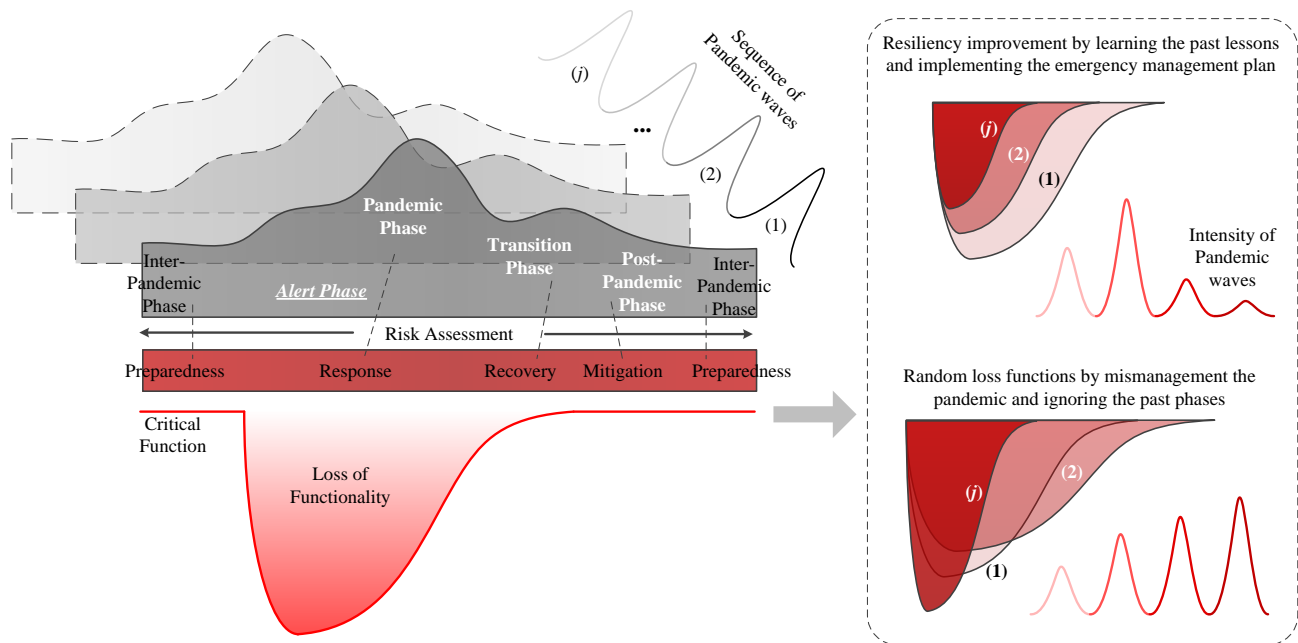 (j)
Sequence of
Pandemic waves
...
(2)
(1)
Pandemic
Phase
Transition
Phase
Post-
Pandemic
Phase
Inter-
Pandemic
Phase
Alert Phase
Inter-
Pandemic
Phase
Risk Assessment
Preparedness
Response
Recovery
Mitigation
Preparedness
Critical
Function
Loss of
Functionality
Resiliency improvement by learning the past lessons
and implementing the emergency management plan
(j)
(2)
(1)
Intensity of
Pandemic
waves
Random loss functions by mismanagement the
pandemic and ignoring the past phases
(j)
(2)
(1)